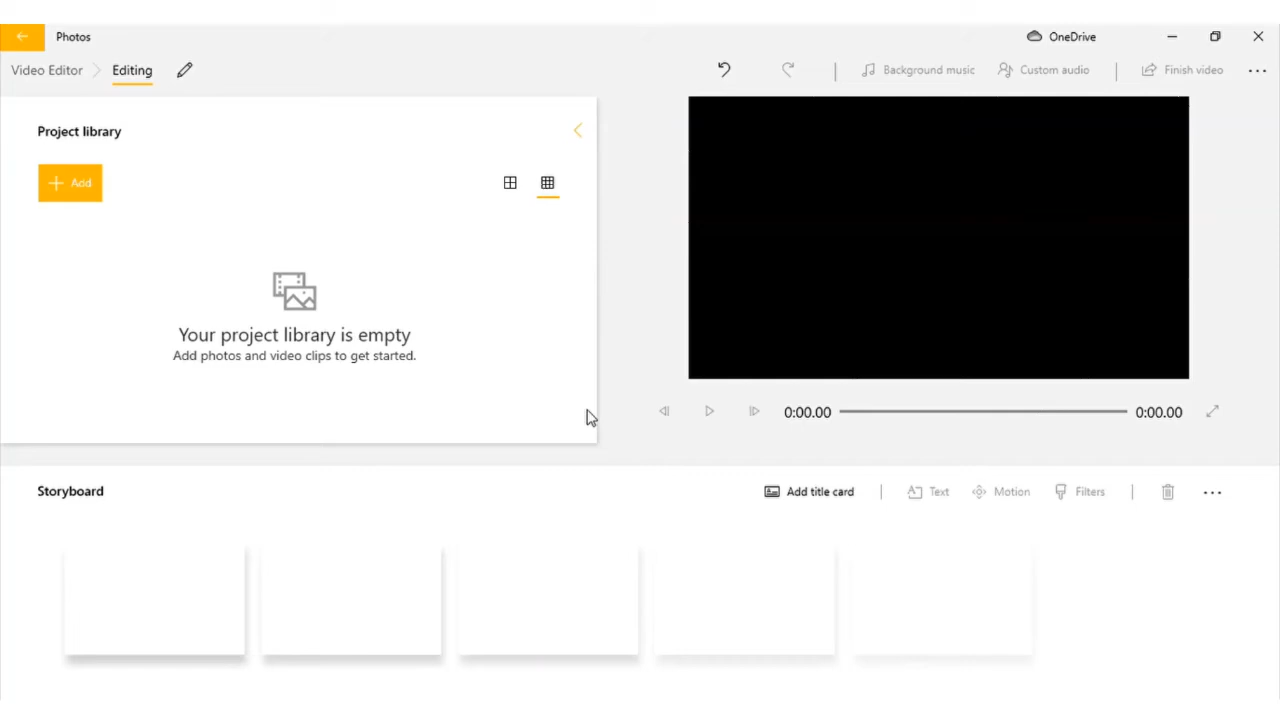 Photos
OneDrive
Video Editor
Editing
Background music
Custom audio
Finish video
Project library
Add
Your project library is empty
Add photos and video clips to get started.
0:00.00
0:00.00
Storyboard
Add title card
Text
Motion
Filters